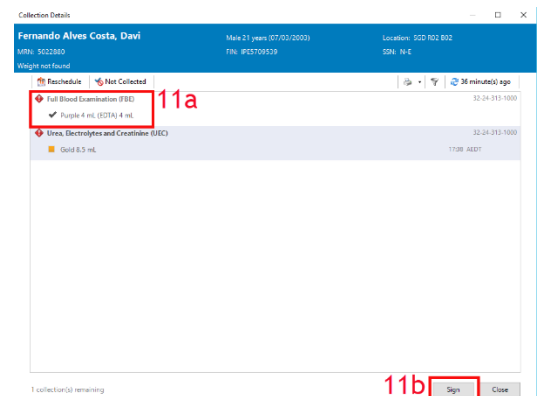 Collection Details
Fernando Alves Costa, Davi
Male 21 years (07/03/2003)
Location: SGD R02 B02
MRN: 5022880
FIN: IPE5709539
SSN: N-E
Weight not found
Reschedule Not Collected
36 minute(s) ago
Full Blood Examination (FBE)
11a
32-24-313-1000
Purple 4 mL (EDTA) 4 mL
Urea, Electrolytes and Creatinine (UEC)
32-24-313-1000
Gold 8.5 mL
AEDT
1 collection(s) remaining
11b
Sign
Close